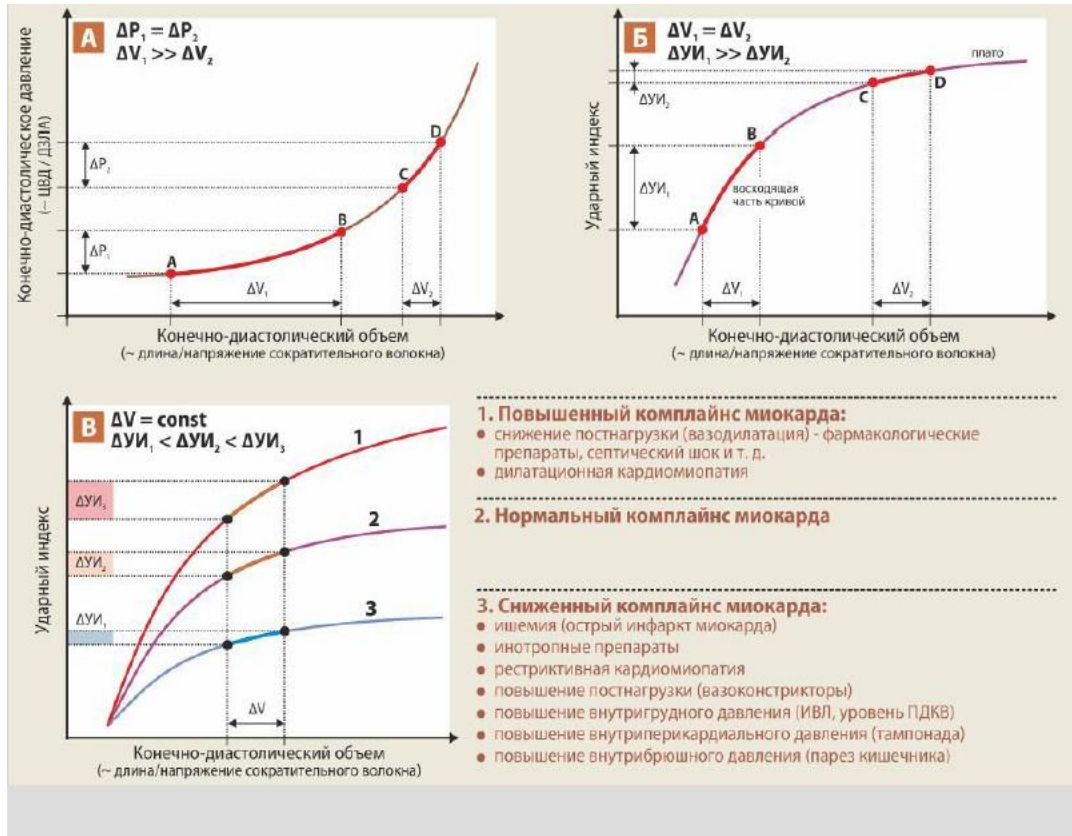 А
ΔP₁ = ΔP₂
ΔV₁ >> ΔV₂
Конечно-диастолическое давление
(~ ЦВД / ДЗЛА)
ΔP₂
ΔP₁
A
B
C
D
ΔV₁
ΔV₂
Конечно-диастолический объем
(~ длина/напряжение сократительного волокна)
Б
ΔV₁ = ΔV₂
ΔУИ₁ >> ΔУИ₂
плато
Ударный индекс
ΔУИ₂
ΔУИ₁
A
B
C
D
восходящая
часть кривой
ΔV₁
ΔV₂
Конечно-диастолический объем
(~ длина/напряжение сократительного волокна)
В
ΔV = const
ΔУИ₁ < ΔУИ₂ < ΔУИ₃
Ударный индекс
ΔУИ₃
ΔУИ₂
ΔУИ₁
1
2
3
ΔV
Конечно-диастолический объем
(~ длина/напряжение сократительного волокна)
1. Повышенный комплайнс миокарда:
• снижение постнагрузки (вазодилатация) - фармакологические
препараты, септический шок и т. д.
• дилатационная кардиомиопатия
2. Нормальный комплайнс миокарда
3. Сниженный комплайнс миокарда:
• ишемия (острый инфаркт миокарда)
• инотропные препараты
• рестриктивная кардиомиопатия
• повышение постнагрузки (вазоконстрикторы)
• повышение внутригрудного давления (ИВЛ, уровень ПДКВ)
• повышение внутриперикардиального давления (тампонада)
• повышение внутрибрюшного давления (парез кишечника)